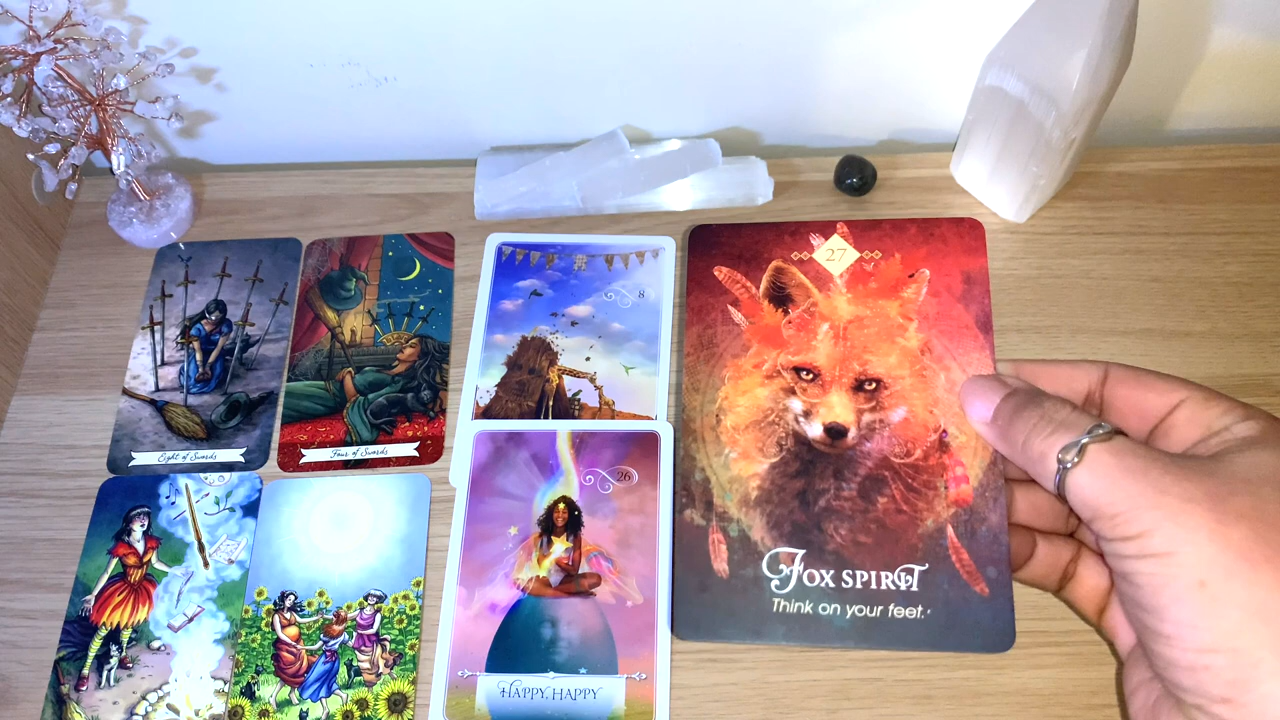 Eight of Swords
Four of Swords
8
26
HAPPY, HAPPY
27
FOX SPIRIT
Think on your feet.